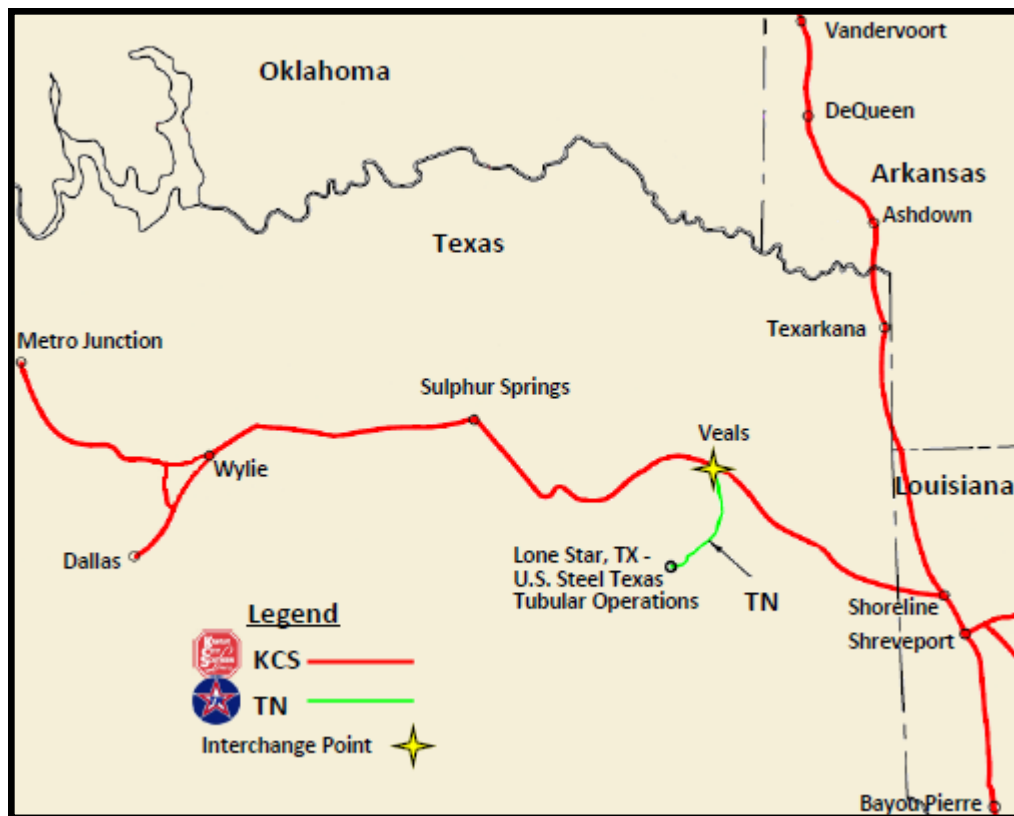 Vandervoort
Oklahoma
DeQueen
Arkansas
Ashdown
Texas
Texarkana
Metro Junction
Sulphur Springs
Veals
Wylie
Louisiana
Dallas
Lone Star, TX -
U.S. Steel Texas
Tubular Operations
TN
Shoreline
Shreveport
Legend
KCS
TN
Interchange Point
Bayou Pierre